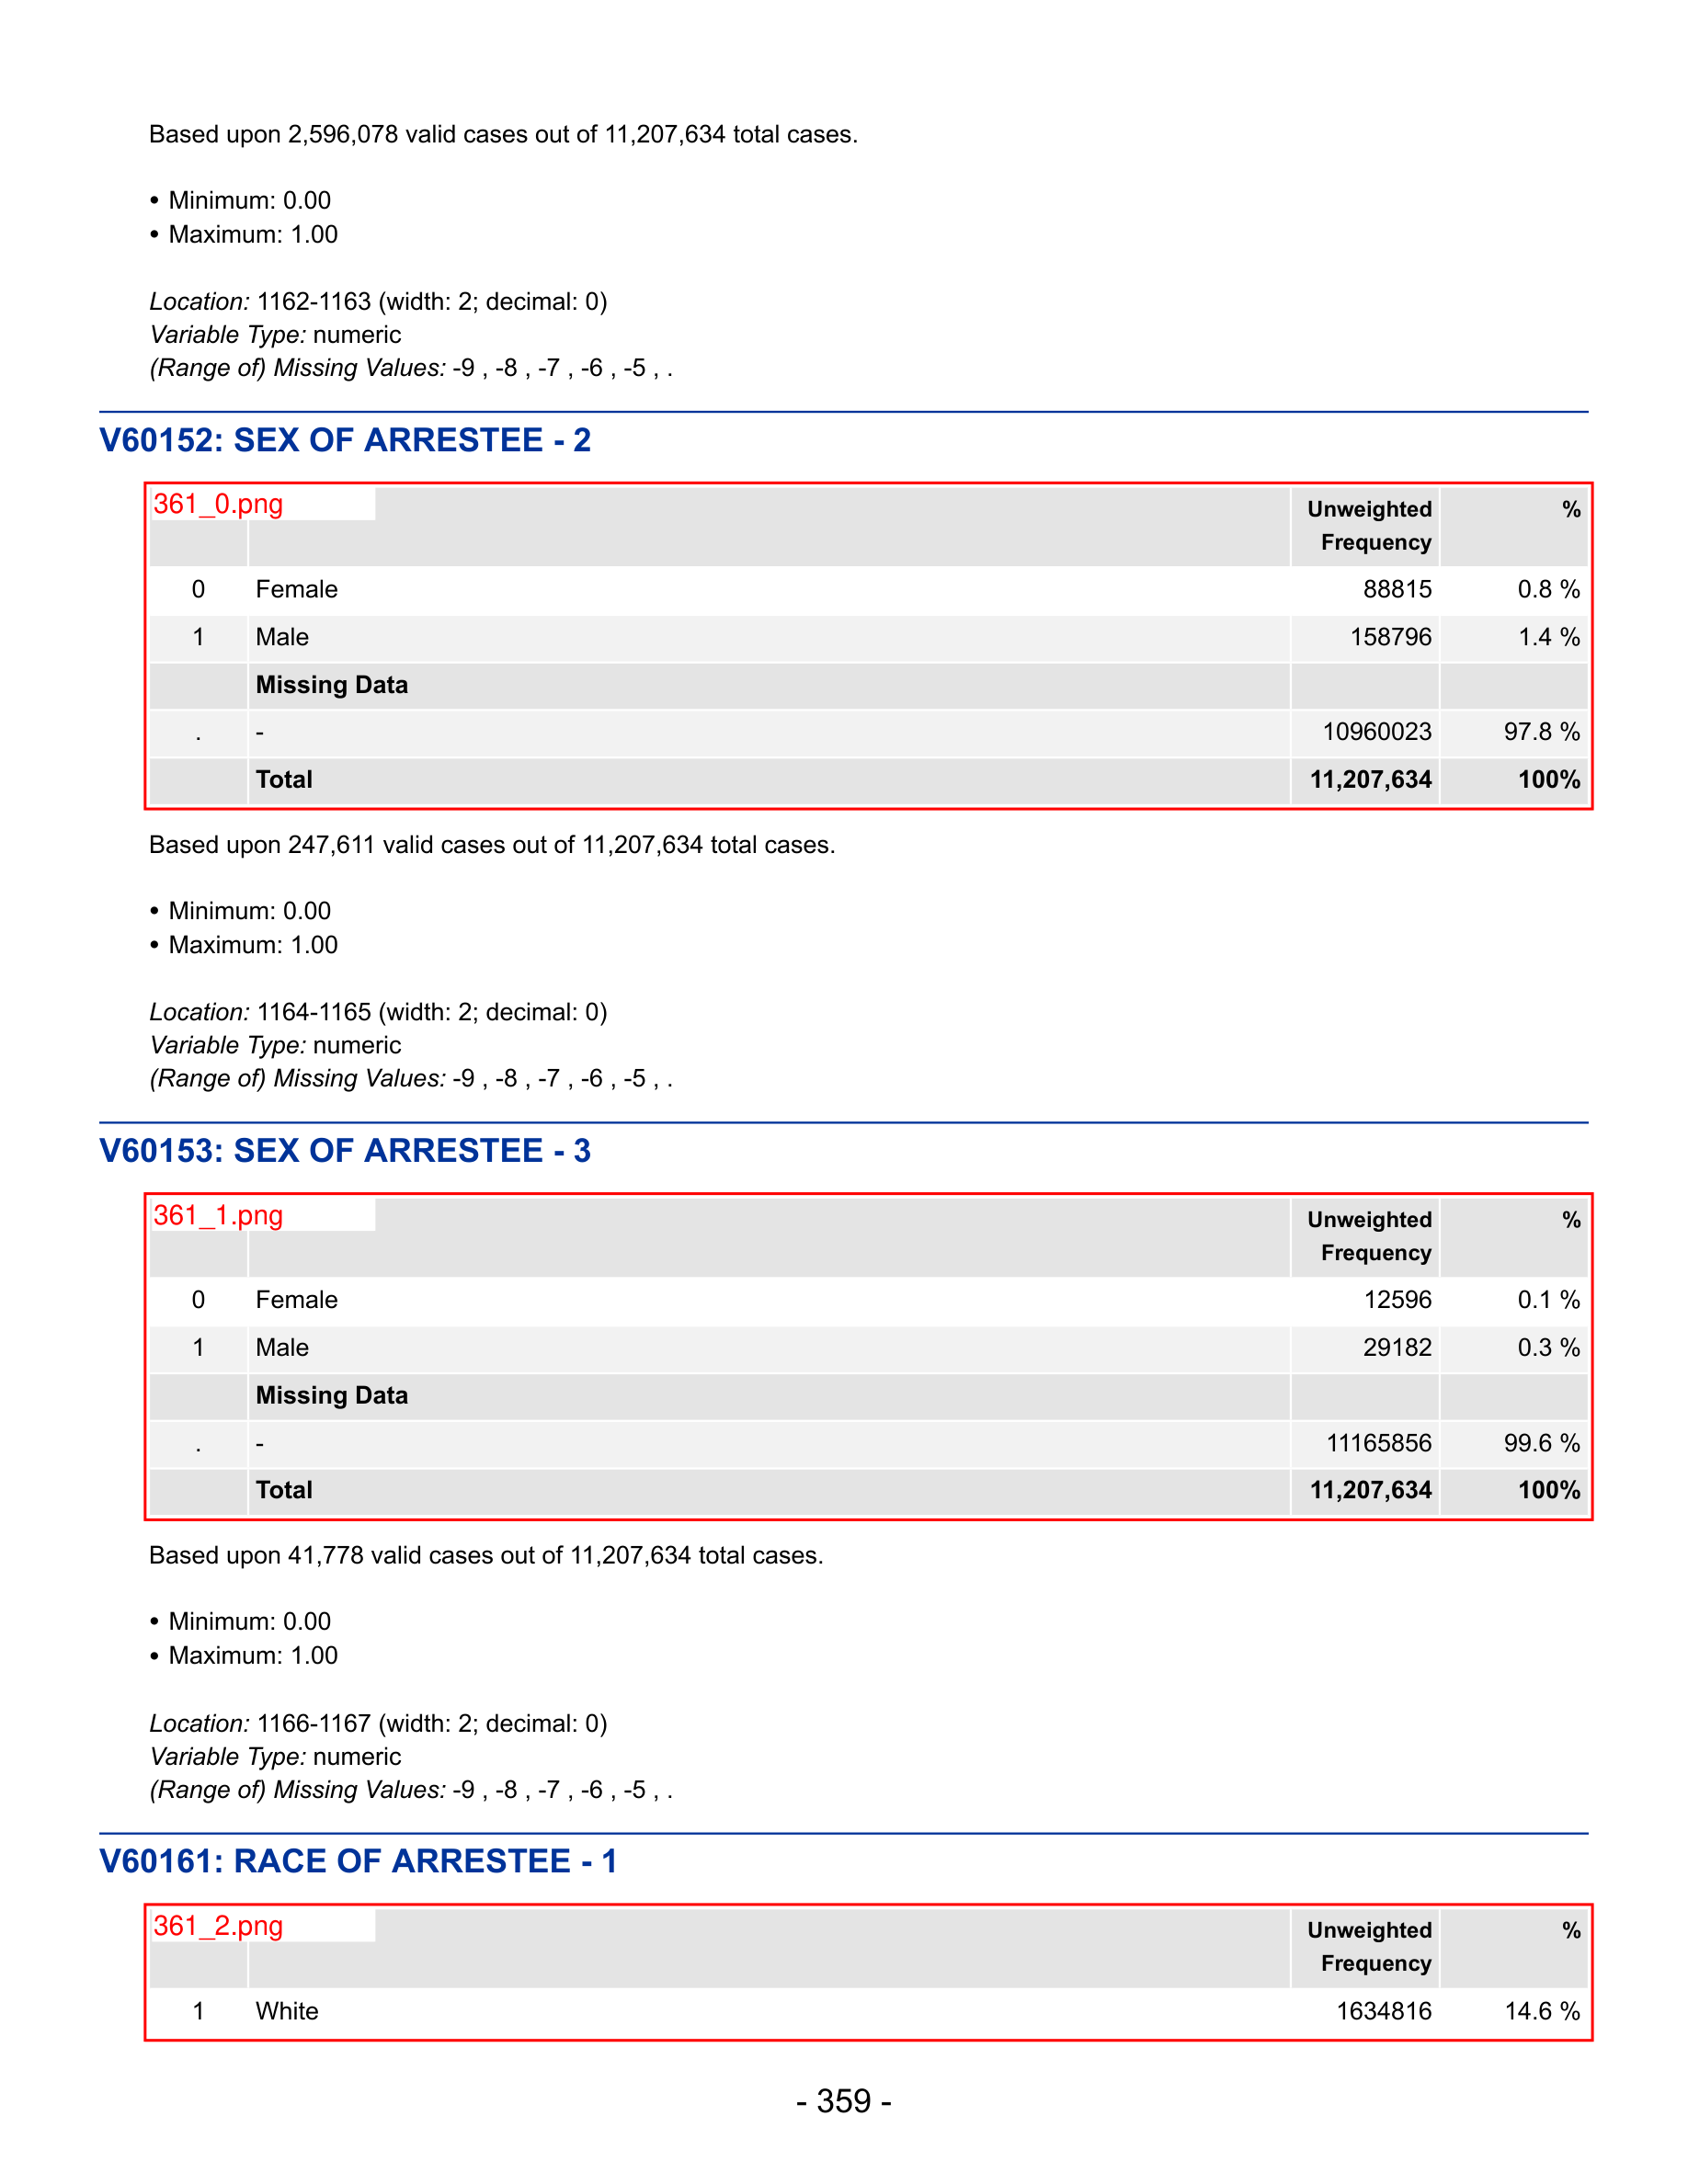 Based upon 2,596,078 valid cases out of 11,207,634 total cases.
• Minimum: 0.00
• Maximum: 1.00
Location: 1162-1163 (width: 2; decimal: 0)
Variable Type: numeric
(Range of) Missing Values: -9 , -8 , -7 , -6 , -5 , .
V60152: SEX OF ARRESTEE - 2
361_0.png
Unweighted Frequency %
0 Female 88815 0.8 %
1 Male 158796 1.4 %
Missing Data
. - 10960023 97.8 %
Total 11,207,634 100%
Based upon 247,611 valid cases out of 11,207,634 total cases.
• Minimum: 0.00
• Maximum: 1.00
Location: 1164-1165 (width: 2; decimal: 0)
Variable Type: numeric
(Range of) Missing Values: -9 , -8 , -7 , -6 , -5 , .
V60153: SEX OF ARRESTEE - 3
361_1.png
Unweighted Frequency %
0 Female 12596 0.1 %
1 Male 29182 0.3 %
Missing Data
. - 11165856 99.6 %
Total 11,207,634 100%
Based upon 41,778 valid cases out of 11,207,634 total cases.
• Minimum: 0.00
• Maximum: 1.00
Location: 1166-1167 (width: 2; decimal: 0)
Variable Type: numeric
(Range of) Missing Values: -9 , -8 , -7 , -6 , -5 , .
V60161: RACE OF ARRESTEE - 1
361_2.png
Unweighted Frequency %
1 White 1634816 14.6 %
- 359 -